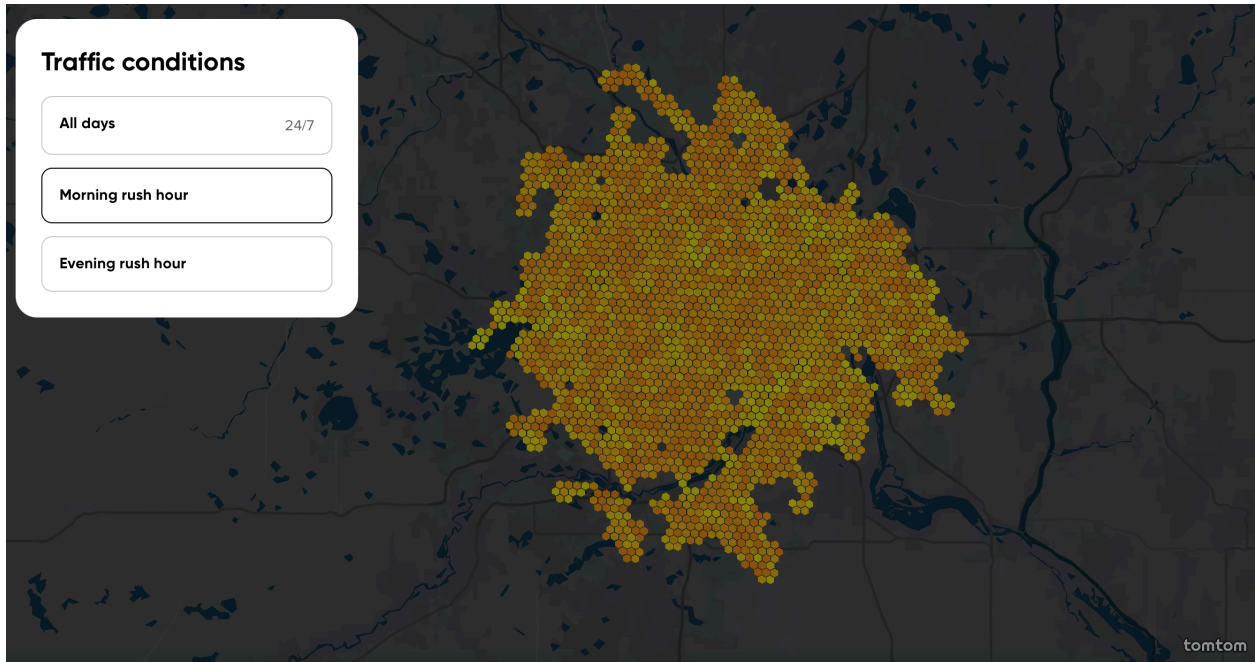 Traffic conditions
All days 24/7
Morning rush hour
Evening rush hour
tomtom